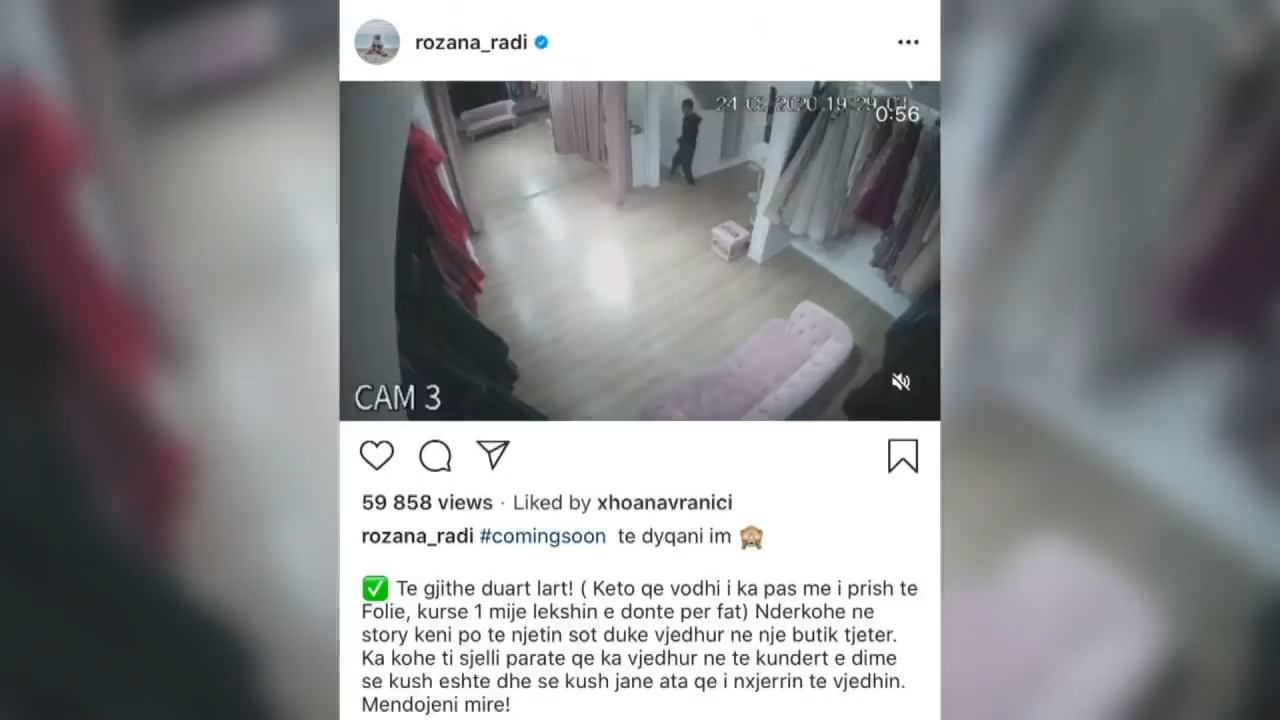 rozana_radi
0:56
CAM 3
59 858 views · Liked by xhoanavranici
rozana_radi #comingsoon te dyqani im 🙈
✅ Te gjithe duart lart! ( Keto qe vodhi i ka pas me i prish te
Folie, kurse 1 mije lekshin e donte per fat) Nderkohe ne
story keni po te njetin sot duke vjedhur ne nje butik tjeter.
Ka kohe ti sjelli parate qe ka vjedhur ne te kundert e dime
se kush eshte dhe se kush jane ata qe i nxjerrin te vjedhin.
Mendojeni mire!